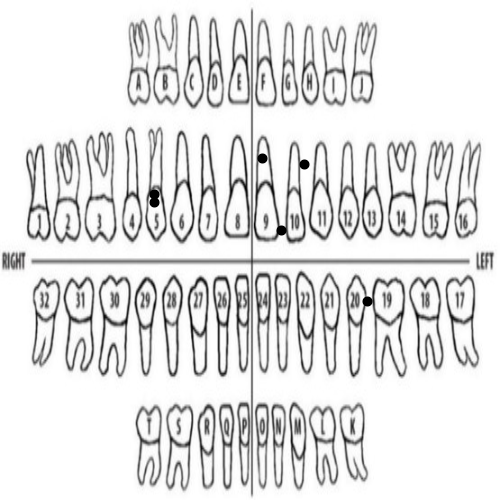 A B C D E F G H I J
1 2 3 4 5 6 7 8 9 10 11 12 13 14 15 16
RIGHT LEFT
32 31 30 29 28 27 26 25 24 23 22 21 20 19 18 17
T S R Q P O N M L K